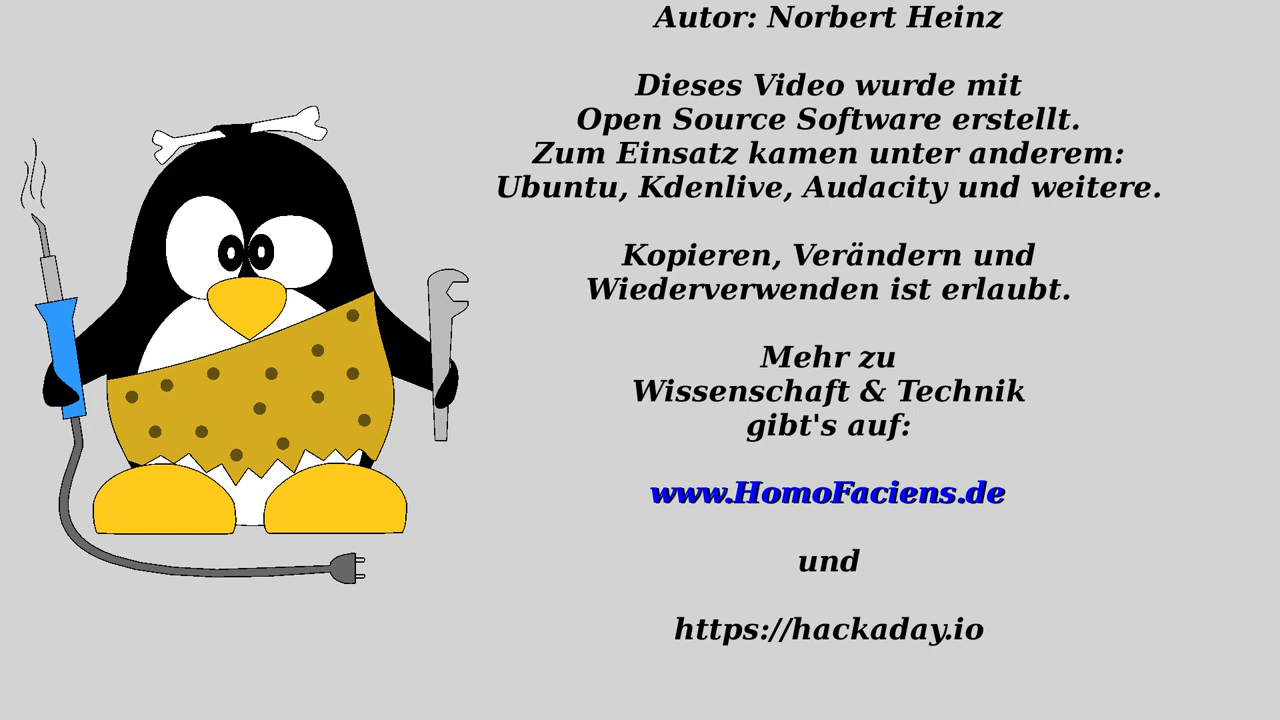 Autor: Norbert Heinz
Dieses Video wurde mit
Open Source Software erstellt.
Zum Einsatz kamen unter anderem:
Ubuntu, Kdenlive, Audacity und weitere.
Kopieren, Verändern und
Wiederverwenden ist erlaubt.
Mehr zu
Wissenschaft & Technik
gibt's auf:
www.HomoFaciens.de
und
https://hackaday.io